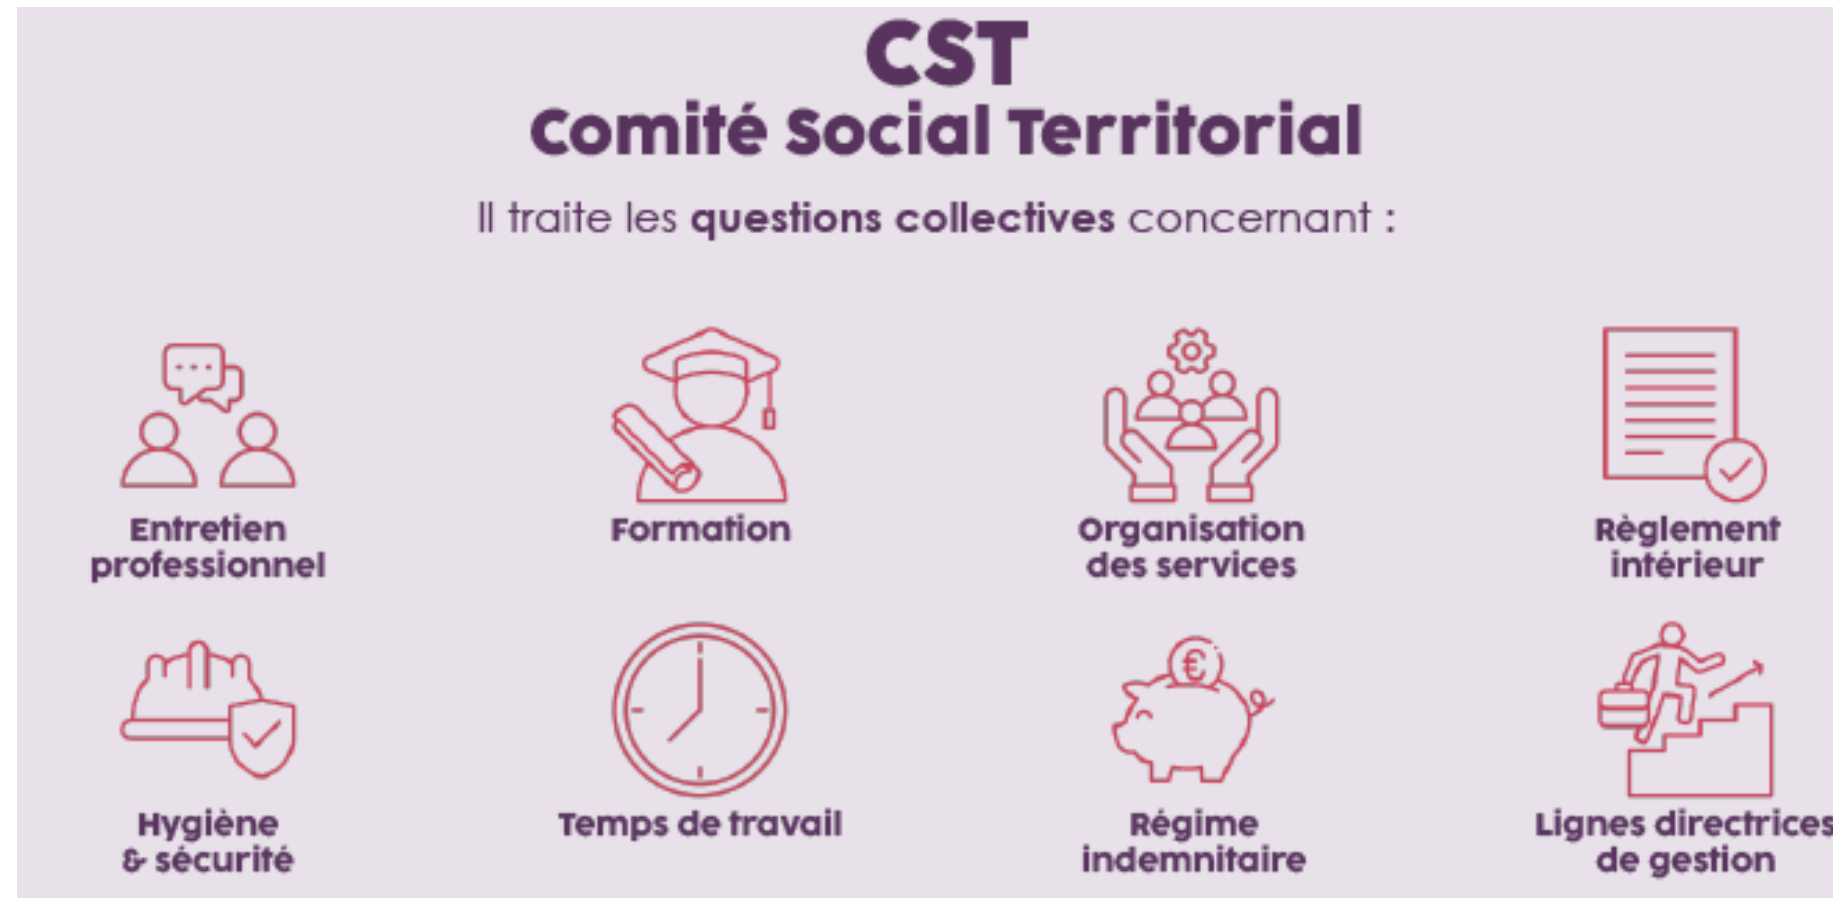 CST
Comité Social Territorial
Il traite les questions collectives concernant :
Entretien
professionnel
Formation
Organisation
des services
Règlement
intérieur
Hygiène
& sécurité
Temps de travail
€
Régime
indemnitaire
Lignes directrices
de gestion